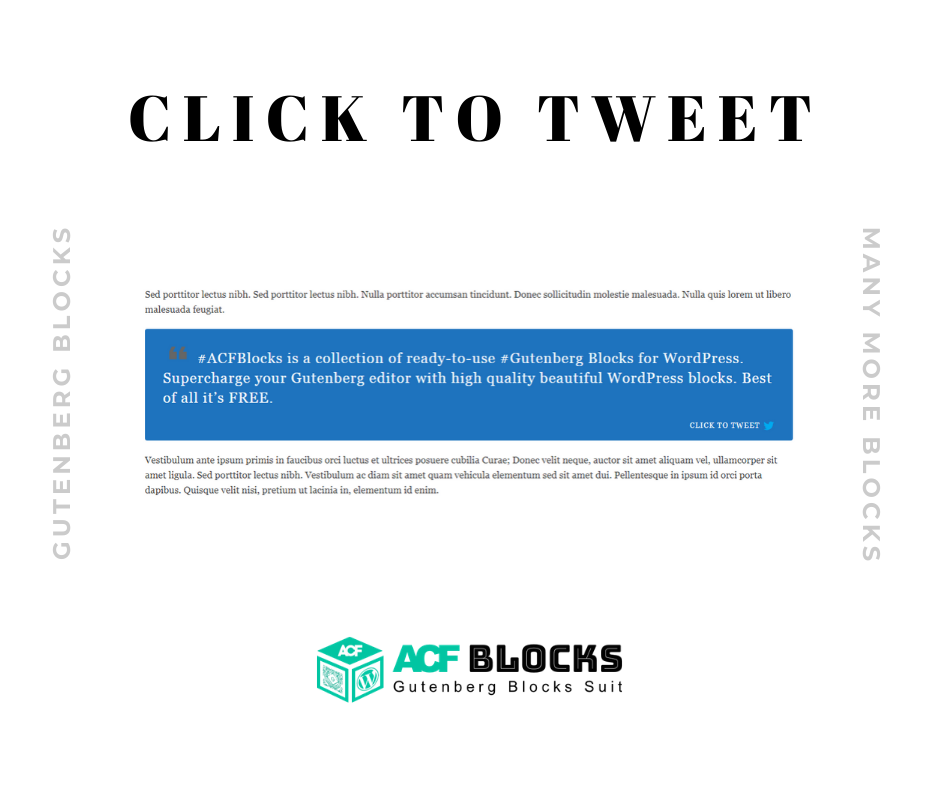 CLICK TO TWEET
GUTENBERG BLOCKS
MANY MORE BLOCKS
Sed porttitor lectus nibh. Sed porttitor lectus nibh. Nulla porttitor accumsan tincidunt. Donec sollicitudin molestie malesuada. Nulla quis lorem ut libero
malesuada feugiat.
❝ #ACFBlocks is a collection of ready-to-use #Gutenberg Blocks for WordPress.
Supercharge your Gutenberg editor with high quality beautiful WordPress blocks. Best
of all it's FREE.
CLICK TO TWEET
Vestibulum ante ipsum primis in faucibus orci luctus et ultrices posuere cubilia Curae; Donec velit neque, auctor sit amet aliquam vel, ullamcorper sit
amet ligula. Sed porttitor lectus nibh. Vestibulum ac diam sit amet quam vehicula elementum sed sit amet dui. Pellentesque in ipsum id orci porta
dapibus. Quisque velit nisi, pretium ut lacinia in, elementum id enim.
ACF
W
ACF BLOCKS
Gutenberg Blocks Suit